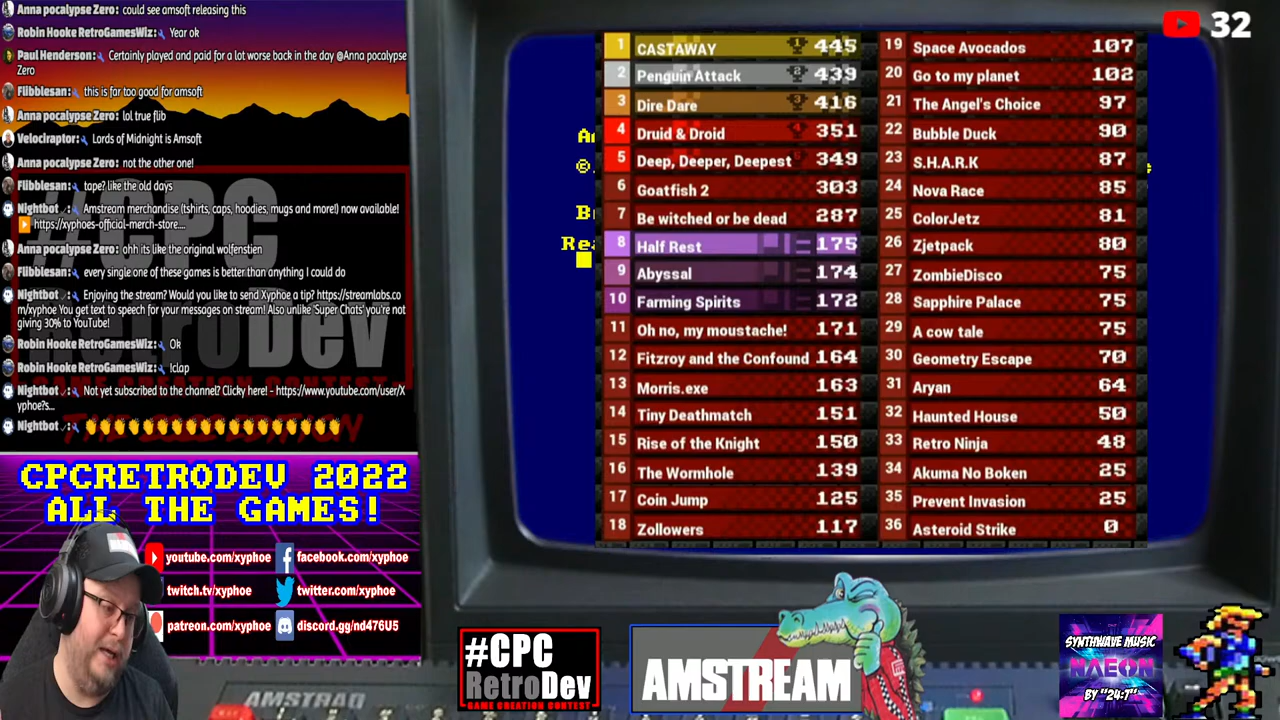 Anna pocalypse Zero: could see amsoft releasing this
Robin Hooke RetroGamesWiz: Year ok
Paul Henderson: Certainly played and paid for a lot worse back in the day @Anna pocalypse
Zero
Flibblesan: this is far too good for amsoft
Anna pocalypse Zero: lol true flib
Velociraptor: Lords of Midnight is Amsoft
Anna pocalypse Zero: not the other one!
Flibblesan: tape? like the old days
Nightbot: Amstream merchandise (tshirts, caps, hoodies, mugs and more!) now available!
https://xyphoes-official-merch-store....
Anna pocalypse Zero: ohh its like the original wolfenstien
Flibblesan: every single one of these games is better than anything I could do
Nightbot: Enjoying the stream? Would you like to send Xyphoe a tip? https://streamlabs.co
m/xyphoe You get text to speech for your messages on stream! Also unlike 'Super Chats' you're not
giving 30% to YouTube!
Robin Hooke RetroGamesWiz: Ok
Robin Hooke RetroGamesWiz: !clap
Nightbot: Not yet subscribed to the channel? Clicky here! - https://www.youtube.com/user/X
yphoe?s...
Nightbot: 👏👏👏👏👏👏👏👏👏👏👏👏👏👏👏👏👏👏
#CPC
RetroDev
CPCRETRODEV 2022
ALL THE GAMES!
youtube.com/xyphoe
facebook.com/xyphoe
twitch.tv/xyphoe
twitter.com/xyphoe
patreon.com/xyphoe
discord.gg/nd476U5
32
1 CASTAWAY 445
2 Penguin Attack 439
3 Dire Dare 416
4 Druid & Droid 351
5 Deep, Deeper, Deepest 349
6 Goatfish 2 303
7 Be witched or be dead 287
8 Half Rest 175
9 Abyssal 174
10 Farming Spirits 172
11 Oh no, my moustache! 171
12 Fitzroy and the Confound 164
13 Morris.exe 163
14 Tiny Deathmatch 151
15 Rise of the Knight 150
16 The Wormhole 139
17 Coin Jump 125
18 Zollowers 117
19 Space Avocados 107
20 Go to my planet 102
21 The Angel's Choice 97
22 Bubble Duck 90
23 S.H.A.R.K 87
24 Nova Race 85
25 ColorJetz 81
26 Zjetpack 80
27 ZombieDisco 75
28 Sapphire Palace 75
29 A cow tale 75
30 Geometry Escape 70
31 Aryan 64
32 Haunted House 50
33 Retro Ninja 48
34 Akuma No Boken 25
35 Prevent Invasion 25
36 Asteroid Strike 0
AMSTRAD
#CPC
RetroDev
GAME CREATION CONTEST
AMSTREAM
SYNTHWAVE MUSIC
NAEON
BY "24:7"